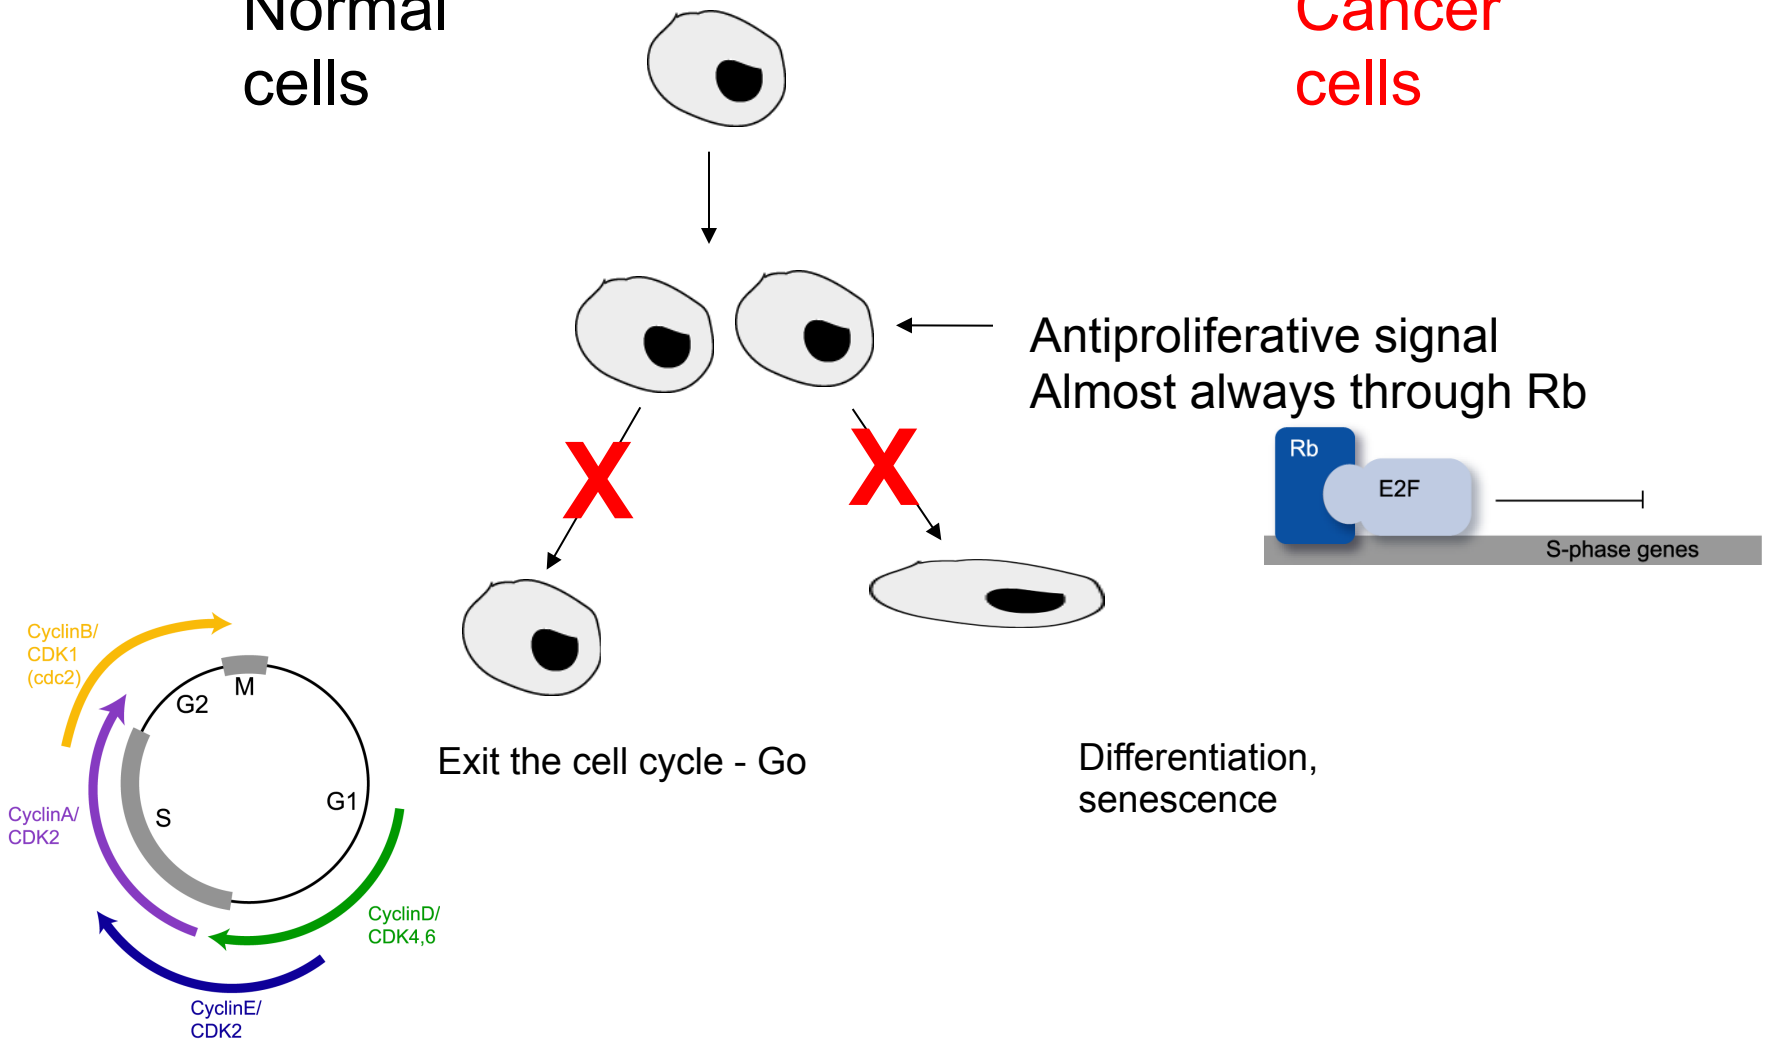 Normal
cells
Cancer
cells
Antiproliferative signal
Almost always through Rb
Rb
E2F
S-phase genes
X
X
CyclinB/
CDK1
(cdc2)
M
G2
G1
S
CyclinA/
CDK2
CyclinD/
CDK4,6
CyclinE/
CDK2
Exit the cell cycle - Go
Differentiation,
senescence